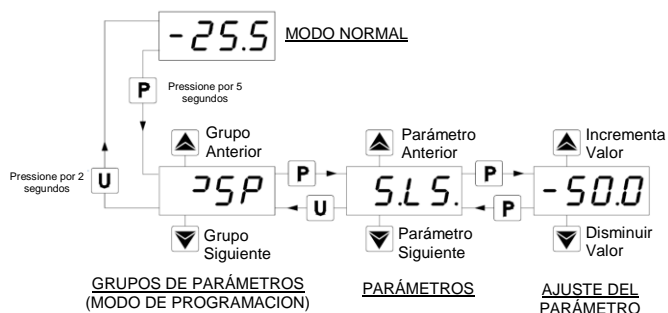 -25.5
MODO NORMAL
P
Pressione por 5
segundos
Grupo
Anterior
Parámetro
Anterior
Incrementa
Valor
Pressione por 2
segundos
U
P
P
SP
S.L.S.
-50.0
U
P
Grupo
Siguiente
Parámetro
Siguiente
Disminuir
Valor
GRUPOS DE PARÁMETROS
(MODO DE PROGRAMACION)
PARÁMETROS
AJUSTE DEL
PARÁMETRO